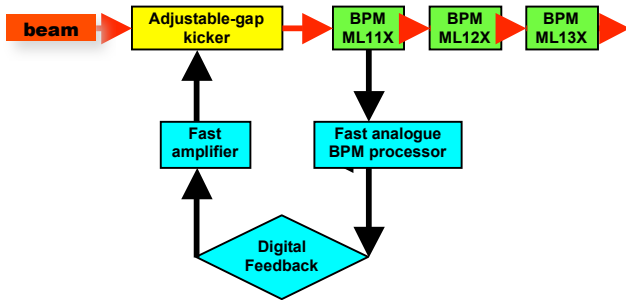 beam
Adjustable-gap
kicker
BPM
ML11X
BPM
ML12X
BPM
ML13X
Fast
amplifier
Fast analogue
BPM processor
Digital
Feedback